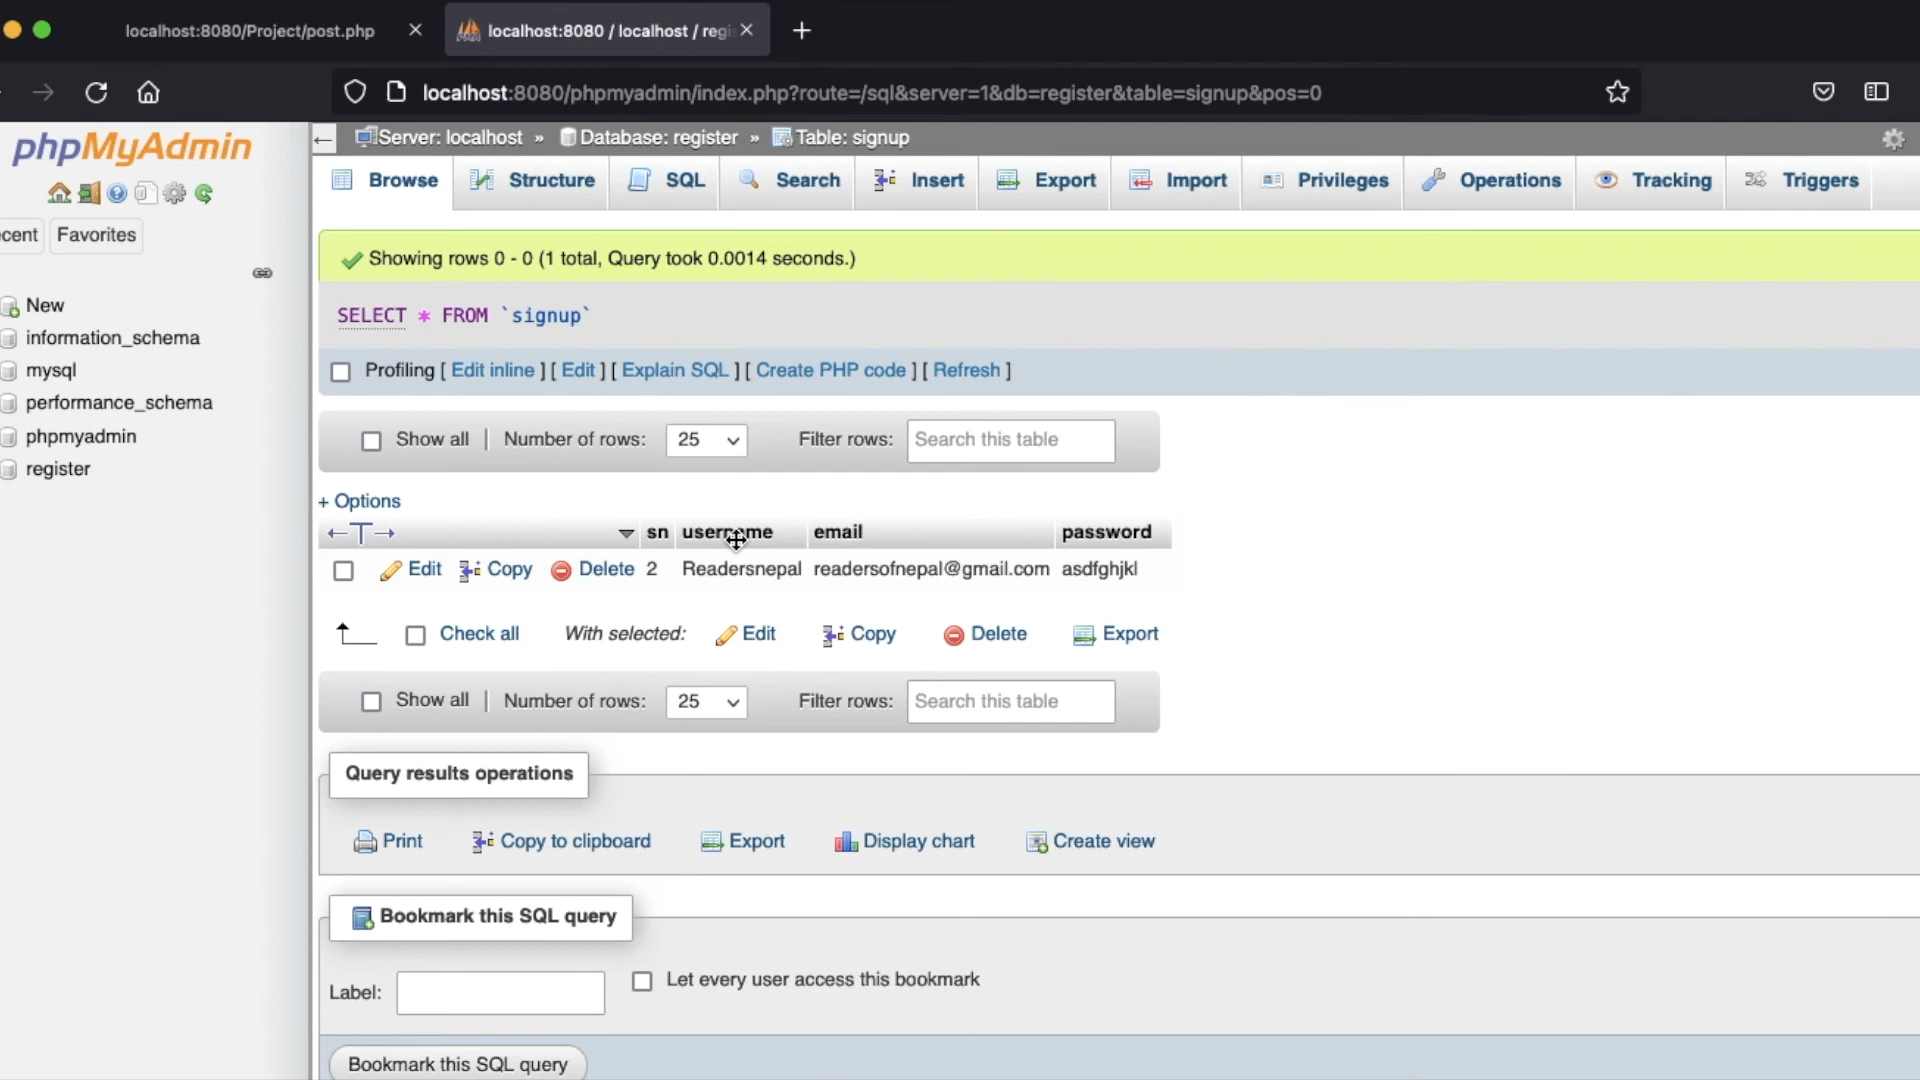 localhost:8080/Project/post.php
localhost:8080 / localhost / regi
localhost:8080/phpmyadmin/index.php?route=/sql&server=1&db=register&table=signup&pos=0
phpMyAdmin
Server: localhost » Database: register » Table: signup
Browse Structure SQL Search Insert Export Import Privileges Operations Tracking Triggers
cent Favorites
New
information_schema
mysql
performance_schema
phpmyadmin
register
Showing rows 0 - 0 (1 total, Query took 0.0014 seconds.)
SELECT * FROM `signup`
Profiling [ Edit inline ] [ Edit ] [ Explain SQL ] [ Create PHP code ] [ Refresh ]
Show all | Number of rows: 25 Filter rows: Search this table
+ Options
←T→ sn username email password
Edit Copy Delete 2 Readersnepal readersofnepal@gmail.com asdfghjkl
Check all With selected: Edit Copy Delete Export
Show all | Number of rows: 25 Filter rows: Search this table
Query results operations
Print Copy to clipboard Export Display chart Create view
Bookmark this SQL query
Label: Let every user access this bookmark
Bookmark this SQL query